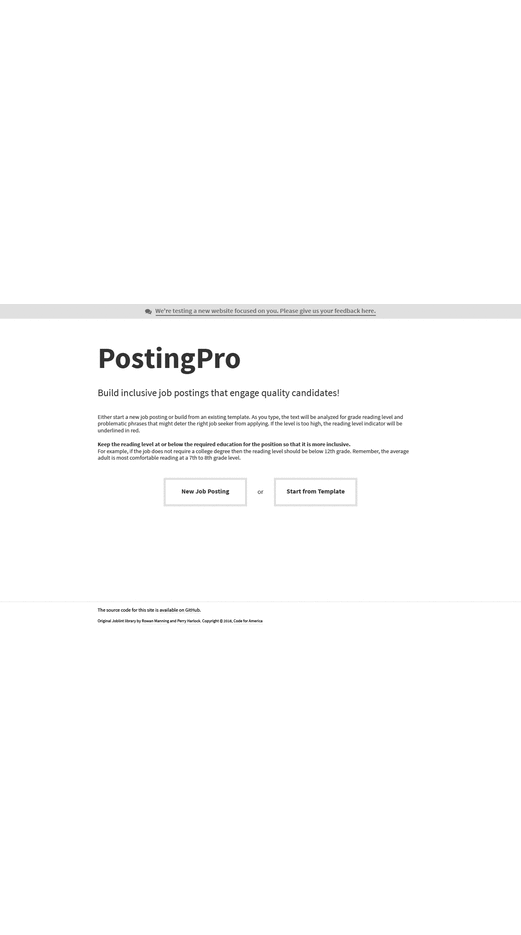 We're testing a new website focused on you. Please give us your feedback here.
PostingPro
Build inclusive job postings that engage quality candidates!
Either start a new job posting or build from an existing template. As you type, the text will be analyzed for grade reading level and
problematic phrases that might deter the right job seeker from applying. If the level is too high, the reading level indicator will be
underlined in red.
Keep the reading level at or below the required education for the position so that it is more inclusive.
For example, if the job does not require a college degree then the reading level should be below 12th grade. Remember, the average
adult is most comfortable reading at a 7th to 8th grade level.
New Job Posting or Start from Template
The source code for this site is available on GitHub.
Original Joblint library by Rowan Manning and Perry Harlock. Copyright © 2016, Code for America